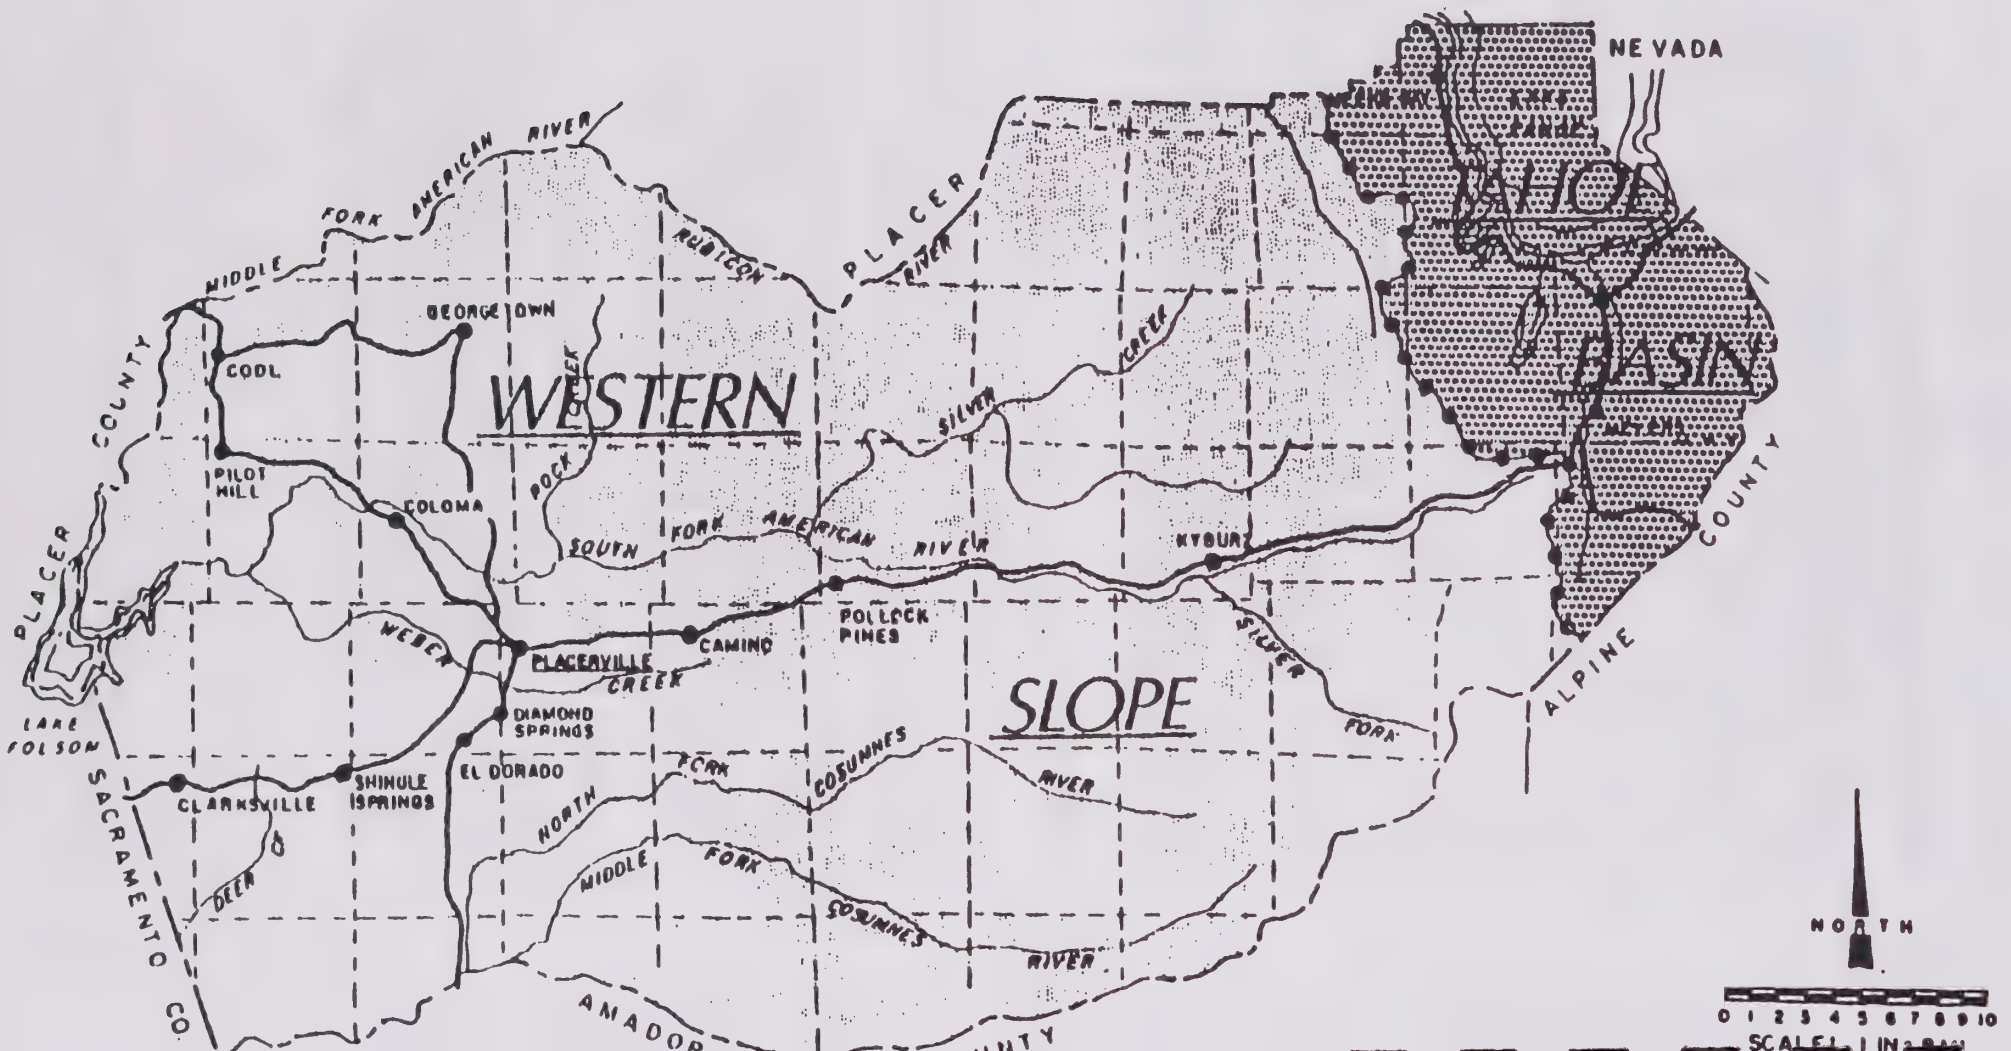 NEVADA
TAHOE
BASIN
MIDDLE
FORK
AMERICAN
RIVER
RUBICON
RIVER
PLACER
COUNTY
GEORGETOWN
COOL
PILOT
HILL
COLOMA
WESTERN
ROCK
CREEK
SILVER
CREEK
SOUTH
FORK
AMERICAN
RIVER
KYBURZ
PLACER
LAKE
FOLSOM
WEBER
CREEK
PLACERVILLE
CAMINO
POLLOCK
PINES
SILVER
FORK
SLOPE
COUNTY
ALPINE
DIAMOND
SPRINGS
EL DORADO
SHINGLE
SPRINGS
CLARKSVILLE
DEER
NORTH
FORK
COSUMNES
RIVER
MIDDLE
FORK
COSUMNES
RIVER
SACRAMENTO CO.
AMADOR
NORTH
0 1 2 3 4 5 6 7 8 9 10